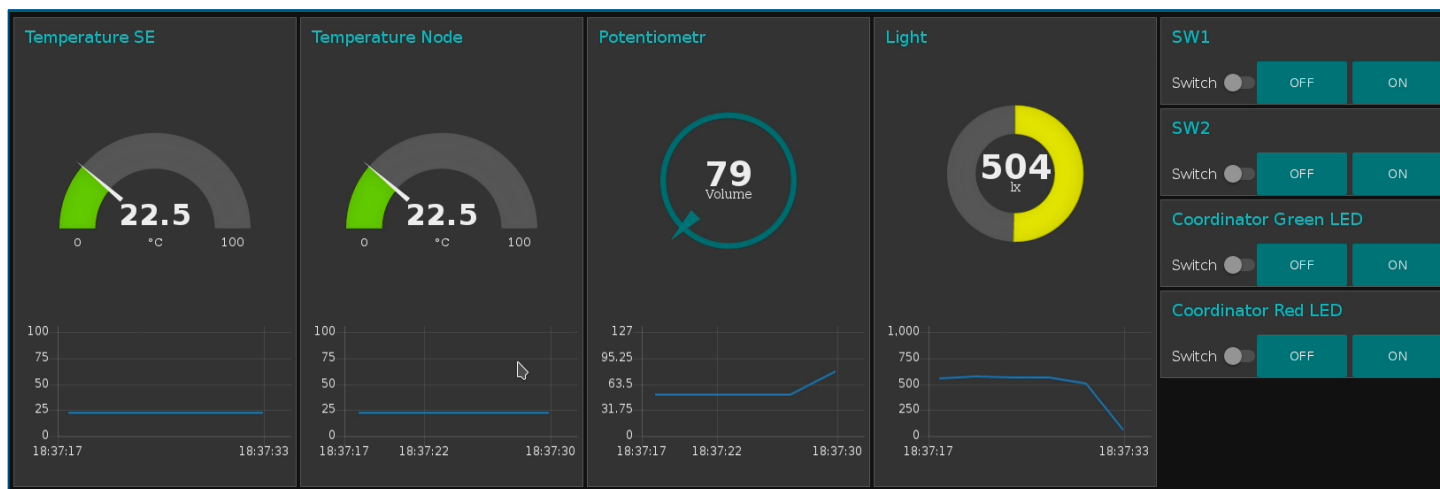 Temperature SE
22.5
0 °C 100
100
75
50
25
0
18:37:17 18:37:33
Temperature Node
22.5
0 °C 100
100
75
50
25
0
18:37:17 18:37:22 18:37:30
Potentiometr
79
Volume
127
95.25
63.5
31.75
0
18:37:17 18:37:22 18:37:30
Light
504
lx
1,000
750
500
250
0
18:37:17 18:37:33
SW1
Switch OFF ON
SW2
Switch OFF ON
Coordinator Green LED
Switch OFF ON
Coordinator Red LED
Switch OFF ON